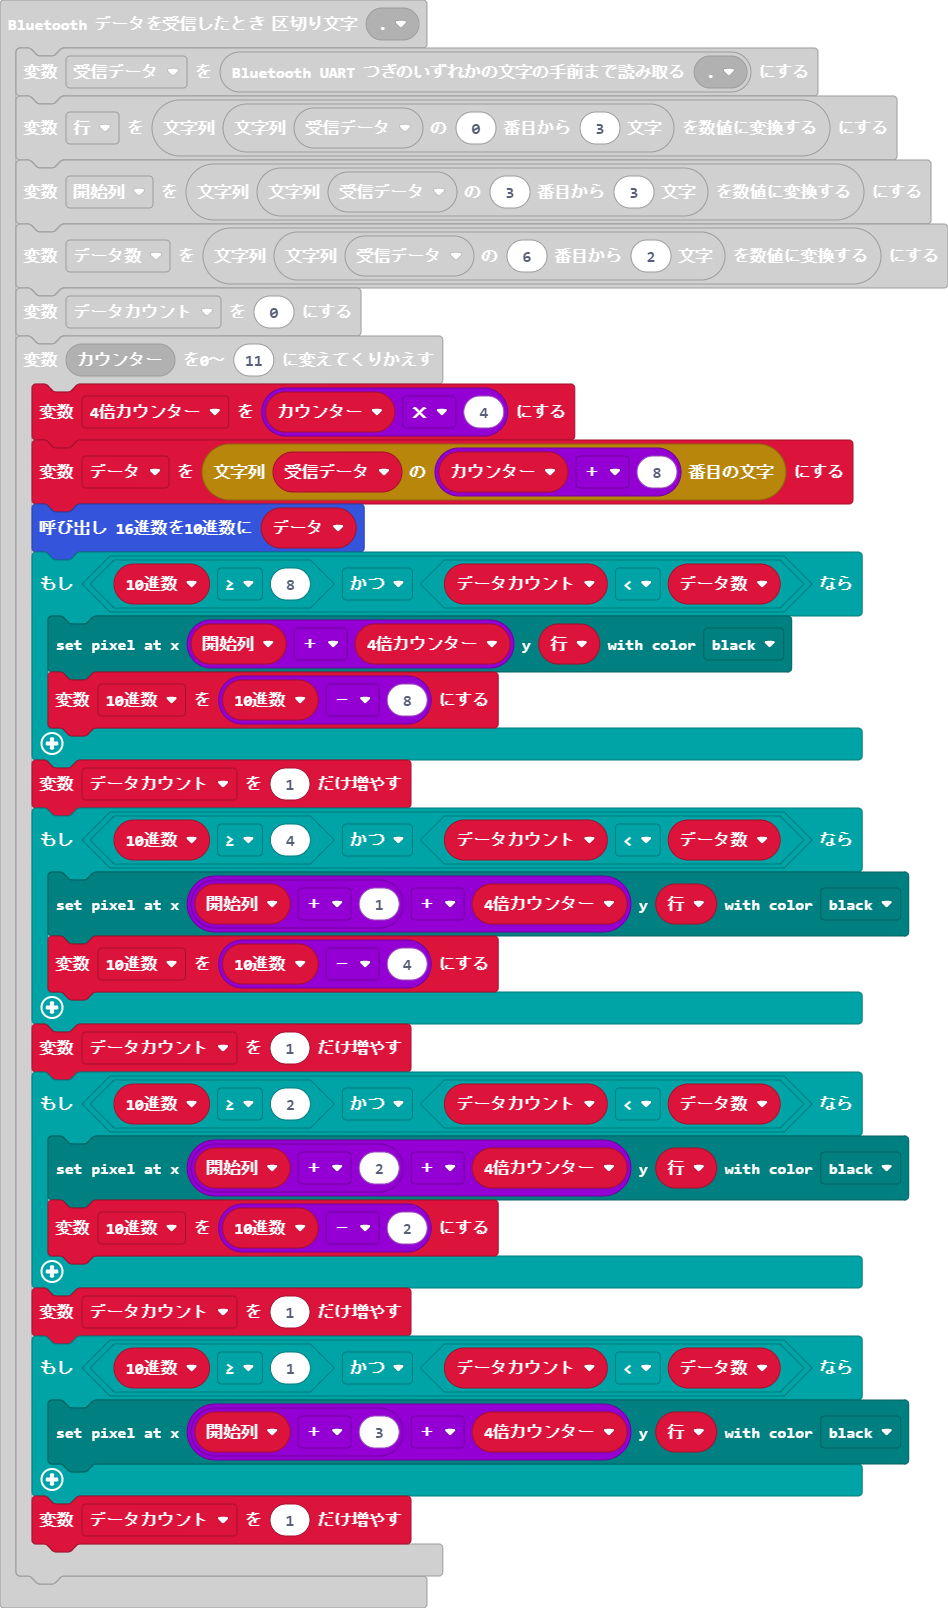 Bluetooth データを受信したとき 区切り文字 .
変数 受信データ を Bluetooth UART つぎのいずれかの文字の手前まで読み取る . にする
変数 行 を 文字列 文字列 受信データ の 0 番目から 3 文字 を数値に変換する にする
変数 開始列 を 文字列 文字列 受信データ の 3 番目から 3 文字 を数値に変換する にする
変数 データ数 を 文字列 文字列 受信データ の 6 番目から 2 文字 を数値に変換する にする
変数 データカウント を 0 にする
変数 カウンター を0～ 11 に変えてくりかえす
変数 4倍カウンター を カウンター × 4 にする
変数 データ を 文字列 受信データ の カウンター + 8 番目の文字 にする
呼び出し 16進数を10進数に データ
もし 10進数 ≥ 8 かつ データカウント < データ数 なら
set pixel at x 開始列 + 4倍カウンター y 行 with color black
変数 10進数 を 10進数 - 8 にする
変数 データカウント を 1 だけ増やす
もし 10進数 ≥ 4 かつ データカウント < データ数 なら
set pixel at x 開始列 + 1 + 4倍カウンター y 行 with color black
変数 10進数 を 10進数 - 4 にする
変数 データカウント を 1 だけ増やす
もし 10進数 ≥ 2 かつ データカウント < データ数 なら
set pixel at x 開始列 + 2 + 4倍カウンター y 行 with color black
変数 10進数 を 10進数 - 2 にする
変数 データカウント を 1 だけ増やす
もし 10進数 ≥ 1 かつ データカウント < データ数 なら
set pixel at x 開始列 + 3 + 4倍カウンター y 行 with color black
変数 データカウント を 1 だけ増やす